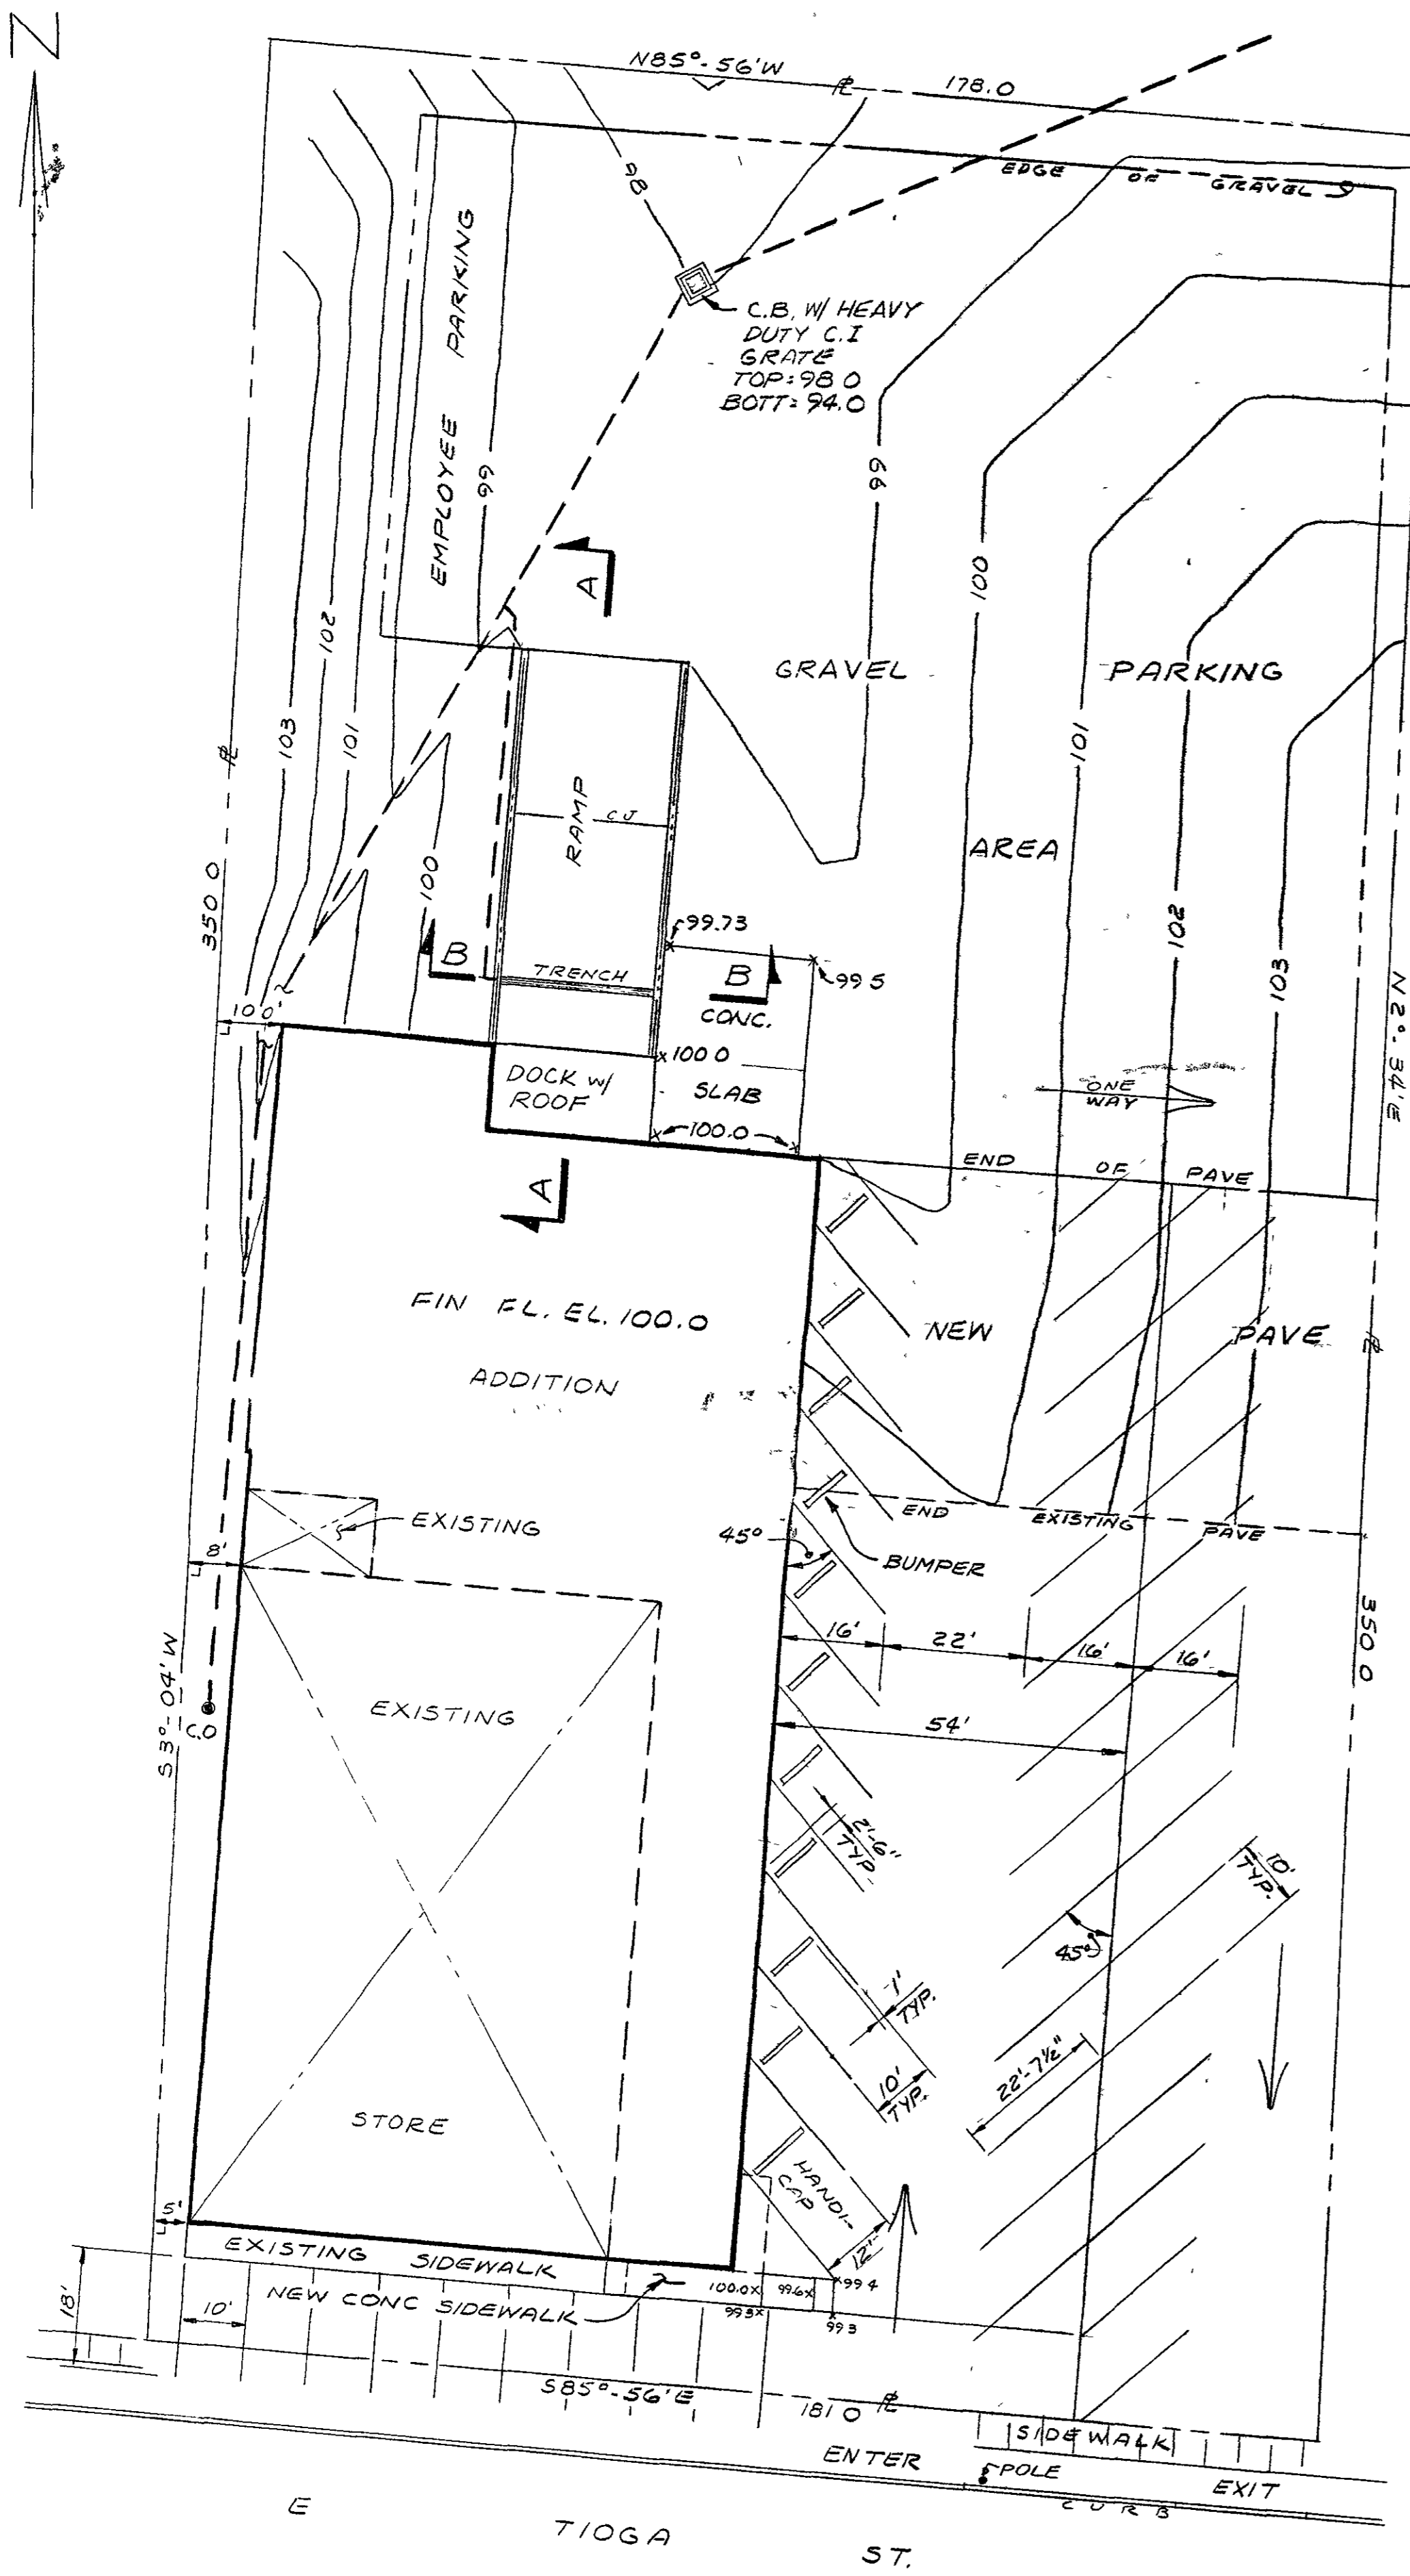 N
N85°-56'W
178.0
EDGE OF GRAVEL
98
EMPLOYEE PARKING
C.B. W/ HEAVY
DUTY C.I
GRATE
TOP=98 0
BOTT= 94.0
99
99
A
100
102
103
101
GRAVEL
PARKING
101
RAMP
CJ
AREA
100
350 0
102
99.73
B
TRENCH
B
99 5
103
CONC.
N 2°. 34'E
10 0'
100 0
DOCK W/
ROOF
SLAB
ONE
WAY
100.0
END OF PAVE
A
FIN FL. EL. 100.0
NEW
PAVE
ADDITION
EXISTING
END EXISTING PAVE
45°
BUMPER
8'
16'
22'
16'
16'
350 0
S3°-04'W
EXISTING
C.O
54'
2'-6"
TYP
10'
TYP.
45°
1'
TYP.
22'-7½"
10'
TYP.
STORE
HANDI-
CAP
12'
5'
EXISTING SIDEWALK
100.0X
99.6X
99 4
18'
10'
NEW CONC SIDEWALK
99 5X
99 3
S85°-56'E
181 0
SIDEWALK
ENTER
POLE
EXIT
CURB
E TIOGA ST.